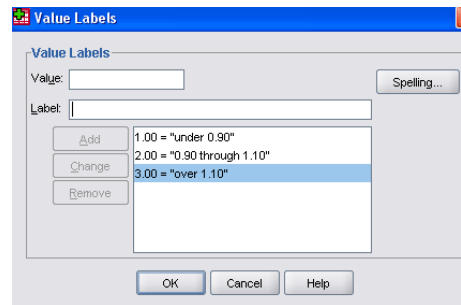 Value Labels
Value Labels
Value:
Spelling...
Label:
Add
1.00 = "under 0.90"
Change
2.00 = "0.90 through 1.10"
Remove
3.00 = "over 1.10"
OK Cancel Help